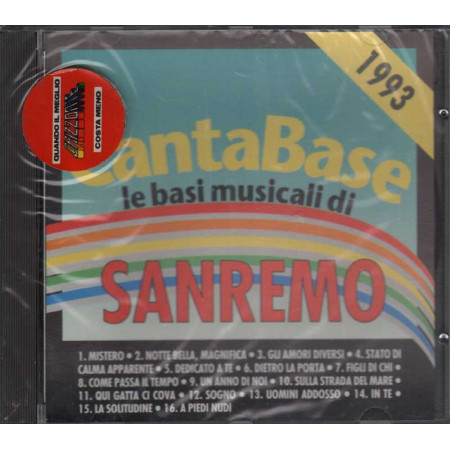 1993
QUANDO IL MEGLIO
COSTA MENO
CantaBase
le basi musicali di
SANREMO
1. MISTERO • 2. NOTTE BELLA, MAGNIFICA • 3. GLI AMORI DIVERSI • 4. STATO DI
CALMA APPARENTE • 5. DEDICATO A TE • 6. DIETRO LA PORTA • 7. FIGLI DI CHI •
8. COME PASSA IL TEMPO • 9. UN ANNO DI NOI • 10. SULLA STRADA DEL MARE •
11. QUI GATTA CI COVA • 12. SOGNO • 13. UOMINI ADDOSSO • 14. IN TE •
15. LA SOLITUDINE • 16. A PIEDI NUDI